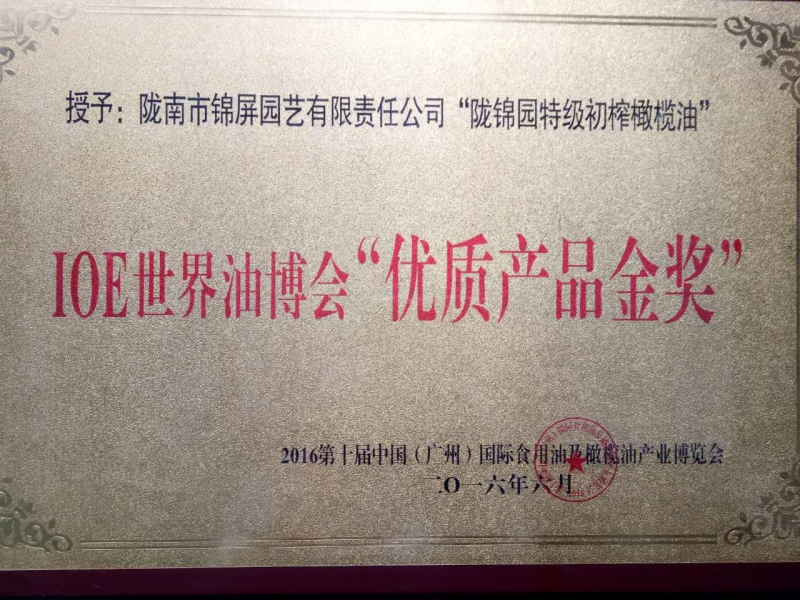 授予：陇南市锦屏园艺有限责任公司“陇锦园特级初榨橄榄油”
IOE世界油博会“优质产品金奖”
2016第十届中国（广州）国际食用油及橄榄油产业博览会
二O一六年六月